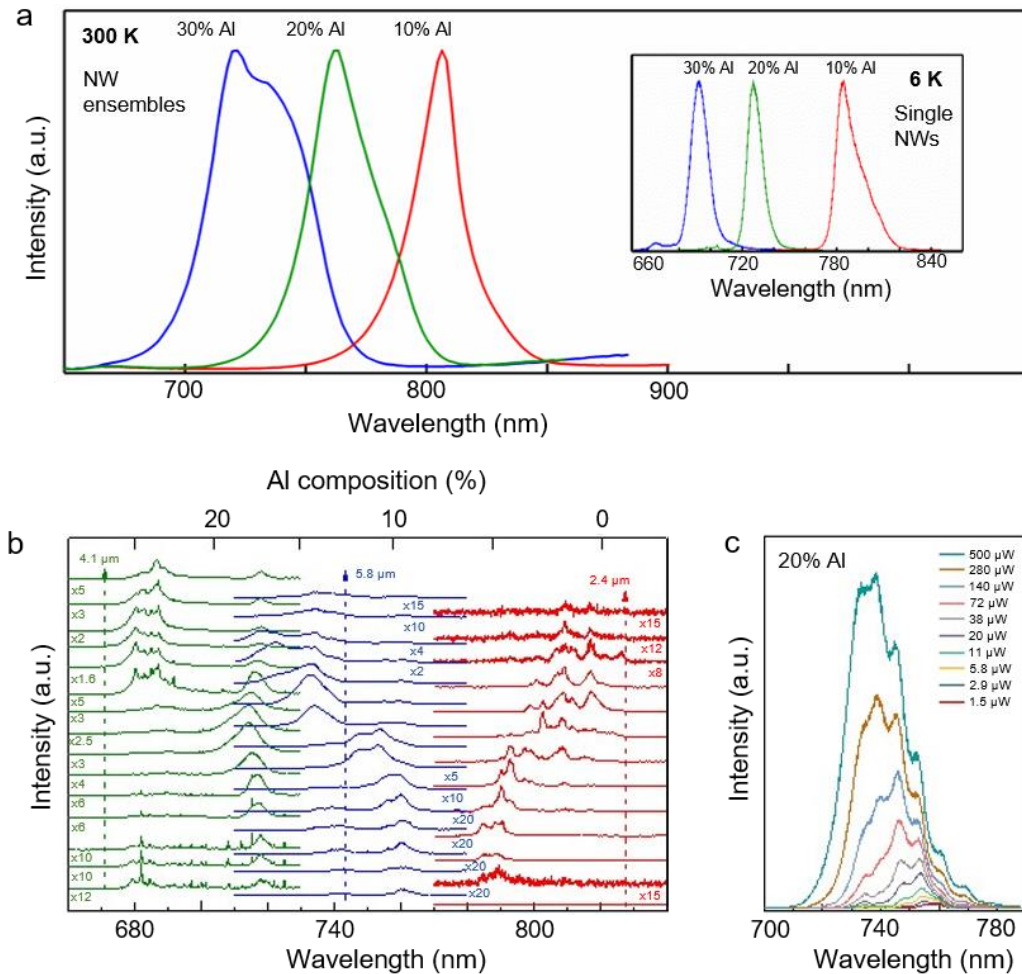 a
300 K
30% Al
20% Al
10% Al
NW
ensembles
30% Al
20% Al
10% Al
6 K
Single
NWs
660
720
780
840
Wavelength (nm)
Intensity (a.u.)
700
800
900
Wavelength (nm)
Al composition (%)
20
10
0
b
4.1 µm
5.8 µm
2.4 µm
x5
x3
x2
x1.6
x5
x3
x2.5
x3
x4
x6
x6
x10
x10
x12
x15
x10
x4
x2
x5
x10
x20
x20
x20
x20
x15
x12
x8
x15
Intensity (a.u.)
680
740
800
Wavelength (nm)
c
20% Al
500 µW
280 µW
140 µW
72 µW
38 µW
20 µW
11 µW
5.8 µW
2.9 µW
1.5 µW
Intensity (a.u.)
700
740
780
Wavelength (nm)